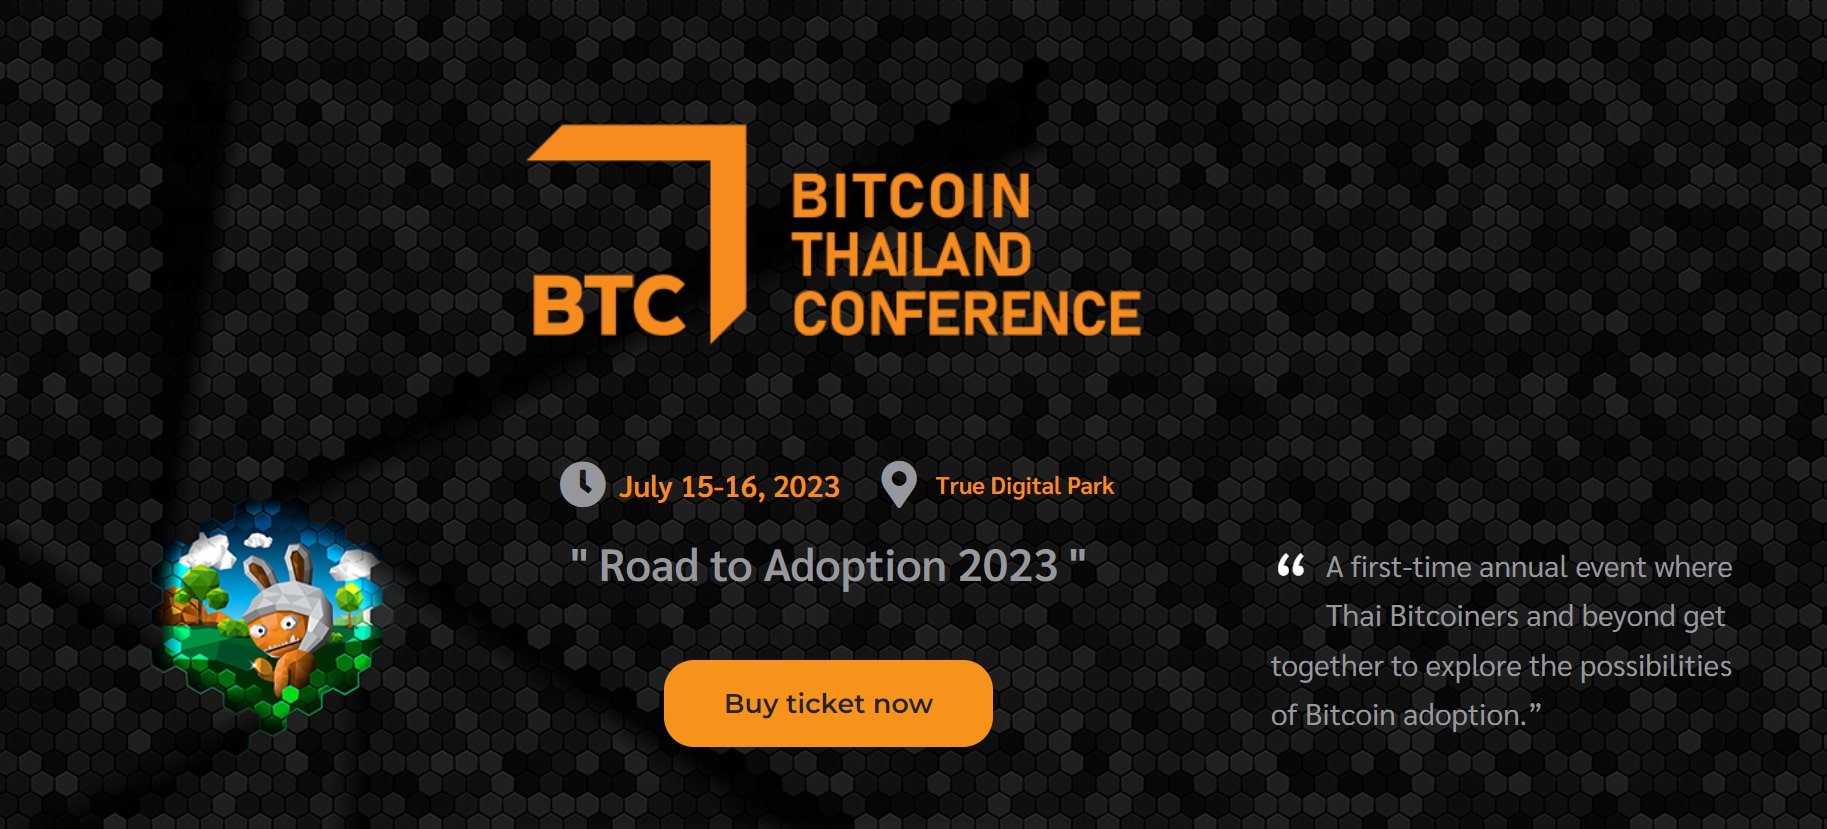 BTC
BITCOIN
THAILAND
CONFERENCE
July 15-16, 2023
True Digital Park
" Road to Adoption 2023 "
Buy ticket now
“ A first-time annual event where
Thai Bitcoiners and beyond get
together to explore the possibilities
of Bitcoin adoption.”